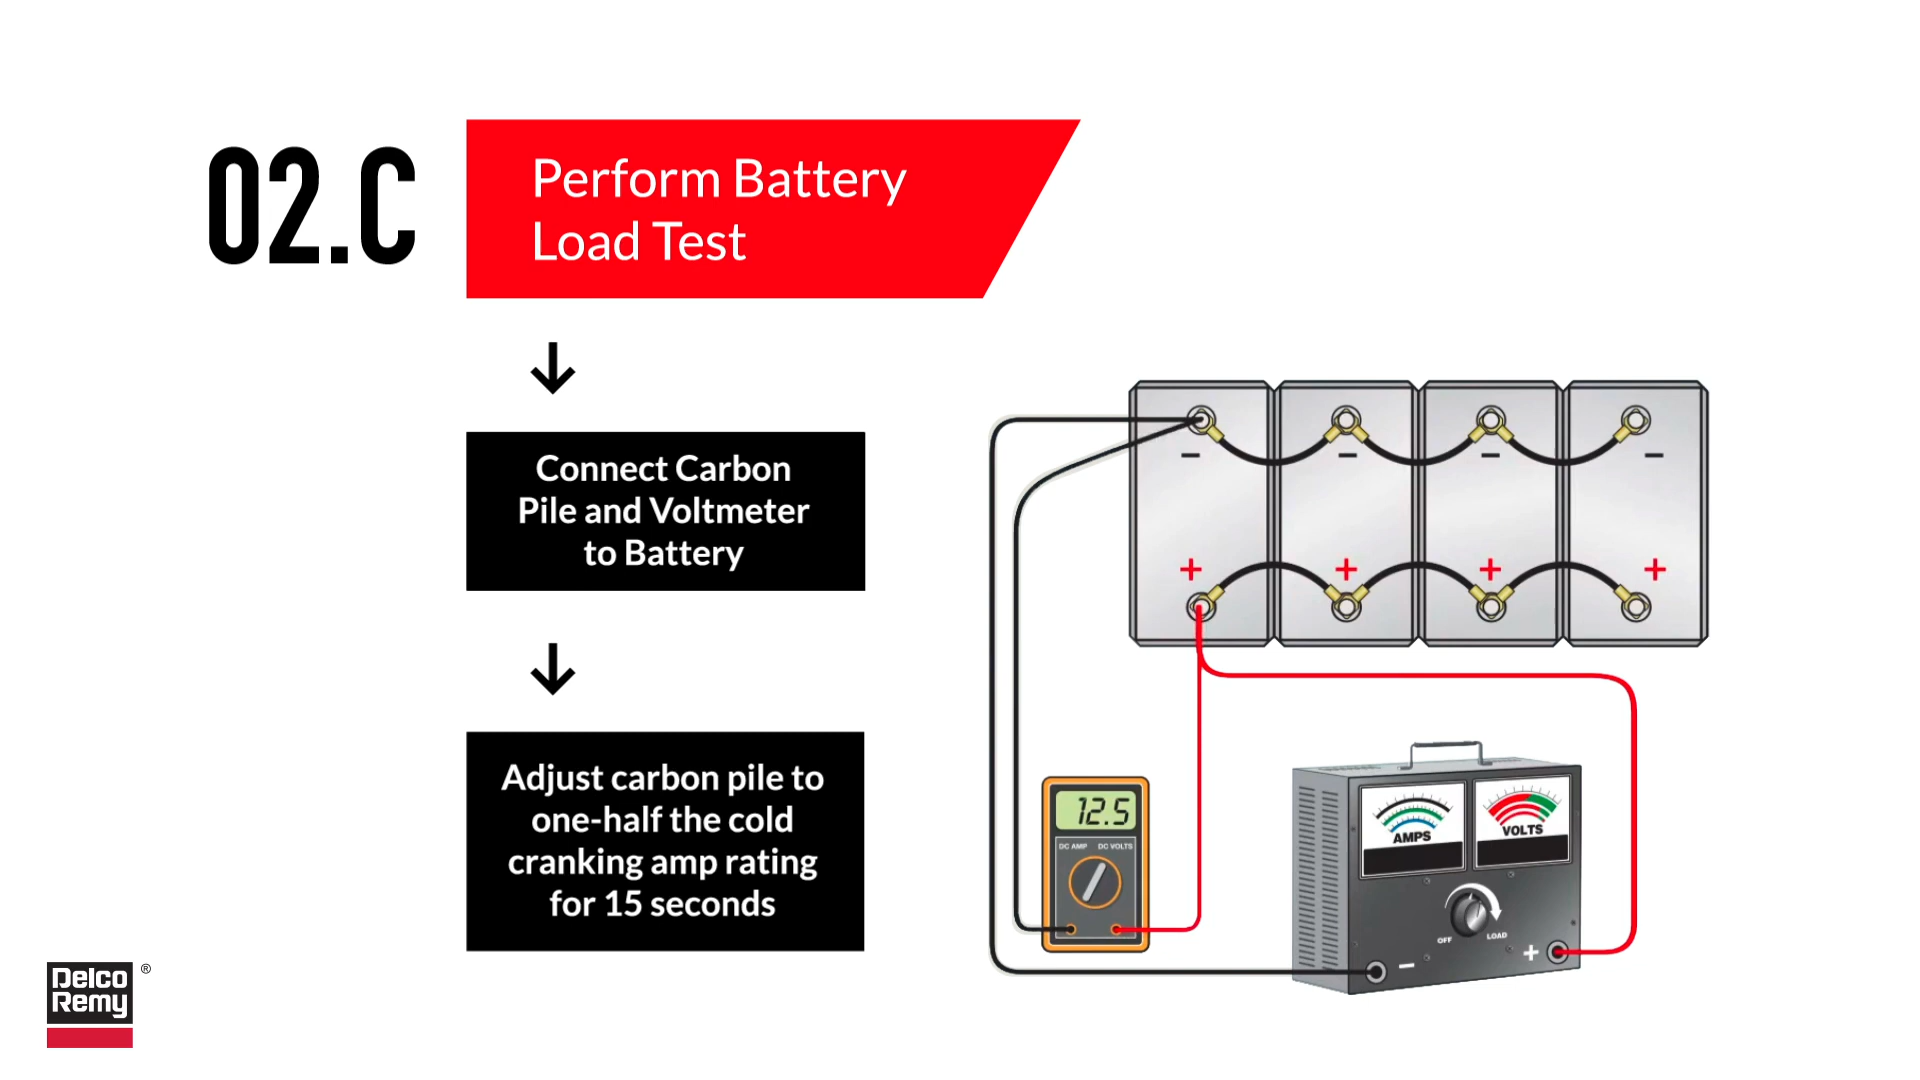 02.C
Perform Battery
Load Test
Connect Carbon
Pile and Voltmeter
to Battery
Adjust carbon pile to
one-half the cold
cranking amp rating
for 15 seconds
- - - -
+ + + +
12.5
DC AMP DC VOLTS
AMPS
VOLTS
OFF LOAD
- +
Delco
Remy
®